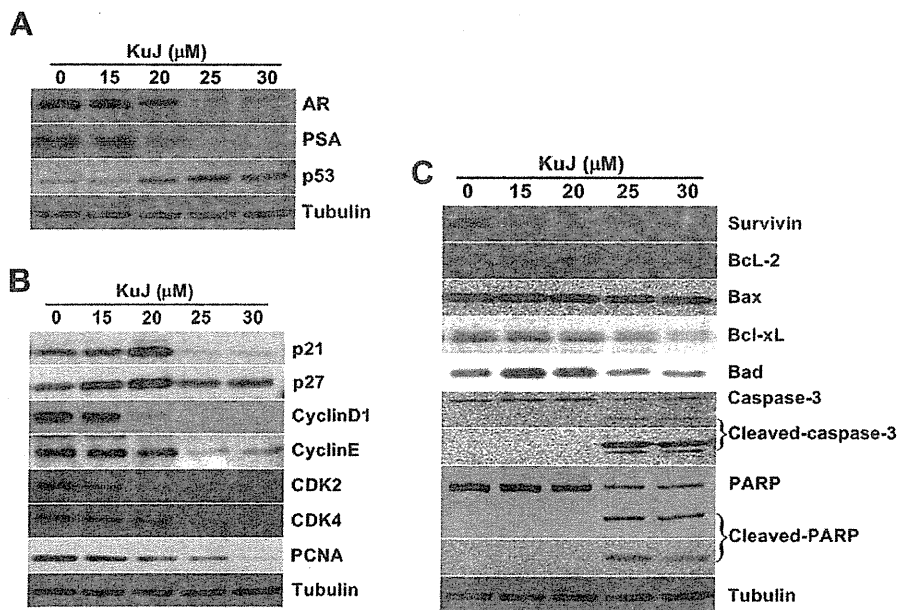 A
KuJ (µM)
0 15 20 25 30
AR
PSA
p53
Tubulin
B
KuJ (µM)
0 15 20 25 30
p21
p27
CyclinD1
CyclinE
CDK2
CDK4
PCNA
Tubulin
C
KuJ (µM)
0 15 20 25 30
Survivin
BcL-2
Bax
Bcl-xL
Bad
Caspase-3
Cleaved-caspase-3
PARP
Cleaved-PARP
Tubulin